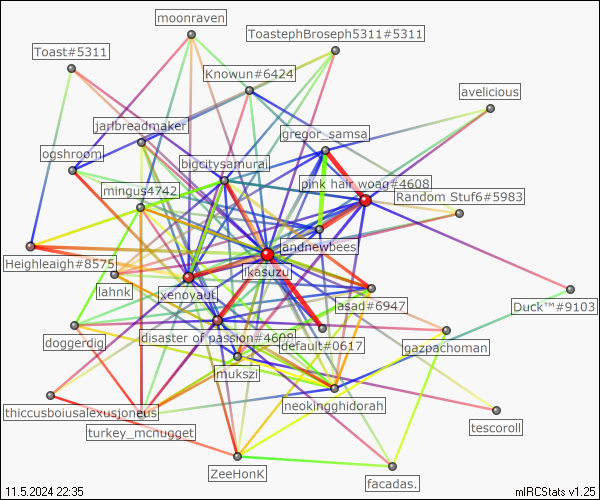 moonraven
ToastephBroseph5311#5311
Toast#5311
Knowun#6424
avelicious
jarlbreadmaker
gregor_samsa
ogshroom
bigcitysamurai
mingus4742
pink hair woag#4608
Random Stuf6#5983
andnewbees
Heighleaigh#8575
ikasuzu
lahnk
xenoyaut
asad#6947
Duck™#9103
doggerdig
disaster of passion#4608
default#0617
gazpachoman
mukszi
thiccusboiusalexusjoneus
neokingghidorah
turkey_mcnugget
tescoroll
ZeeHonK
facadas.
11.5.2024 22:35
mIRCStats v1.25